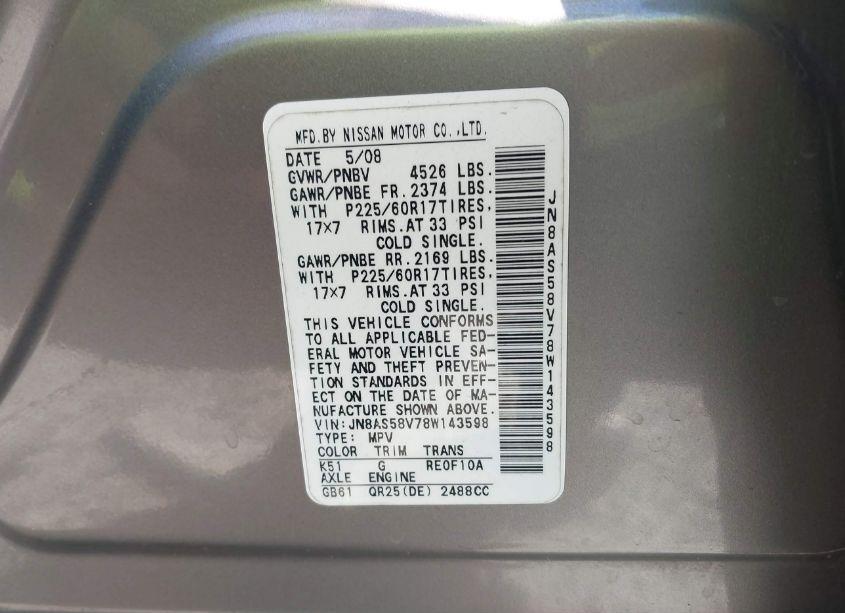 MFD.BY NISSAN MOTOR CO.,LTD.
DATE 5/08
GVWR/PNBV 4526 LBS.
GAWR/PNBE FR. 2374 LBS.
WITH P225/60R17TIRES,
17×7 RIMS.AT 33 PSI
COLD SINGLE.
GAWR/PNBE RR. 2169 LBS.
WITH P225/60R17TIRES,
17×7 RIMS.AT 33 PSI
COLD SINGLE.
THIS VEHICLE CONFORMS
TO ALL APPLICABLE FED-
ERAL MOTOR VEHICLE SA-
FETY AND THEFT PREVEN-
TION STANDARDS IN EFF-
ECT ON THE DATE OF MA-
NUFACTURE SHOWN ABOVE.
VIN:JN8AS58V78W143598
TYPE: MPV
COLOR TRIM TRANS
K51 G RE0F10A
AXLE ENGINE
GB61 QR25(DE) 2488CC
JN8AS58V78W143598